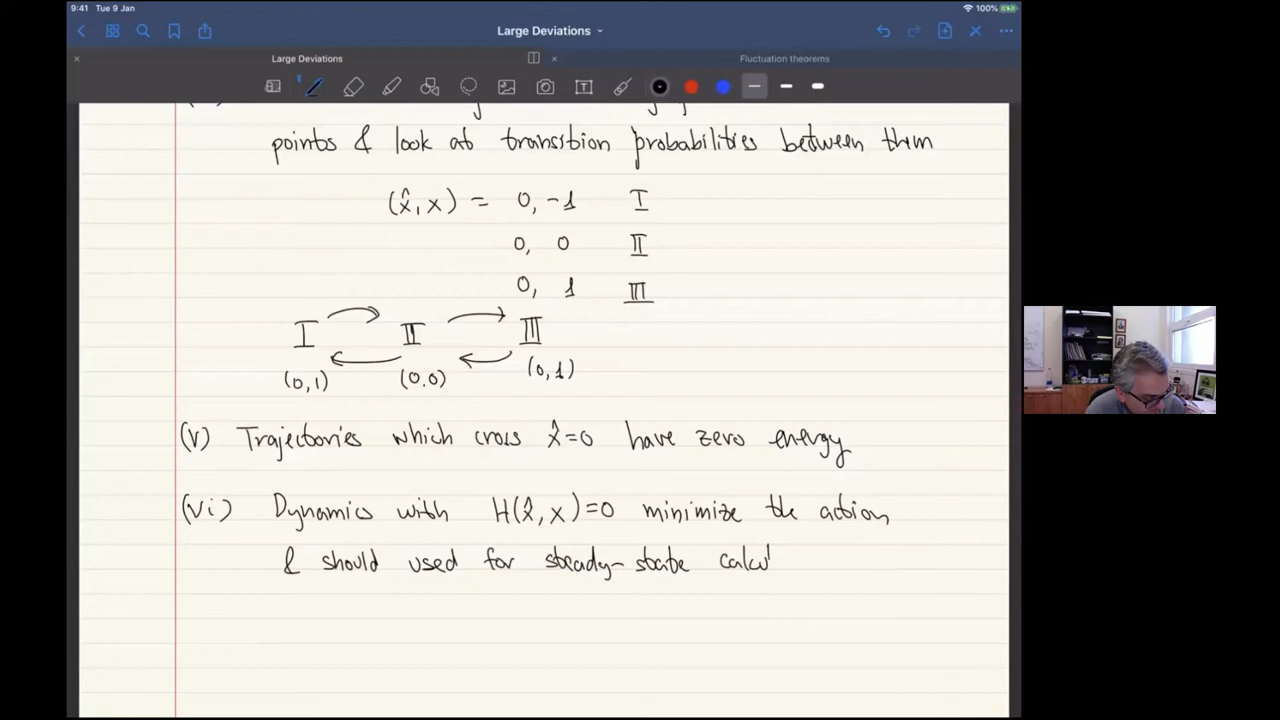 9:41 Tue 9 Jan
100%
Large Deviations
Large Deviations
Fluctuation theorems
points & look at transition probabilities between them
(x̂, x) = 0, -1 I
0, 0 II
0, 1 III
I II III
(0,1) (0.0) (0,1)
(V) Trajectories which cross x̂=0 have zero energy
(Vi) Dynamics with H(x̂, x)=0 minimize the action
& should used for steady-state calcul